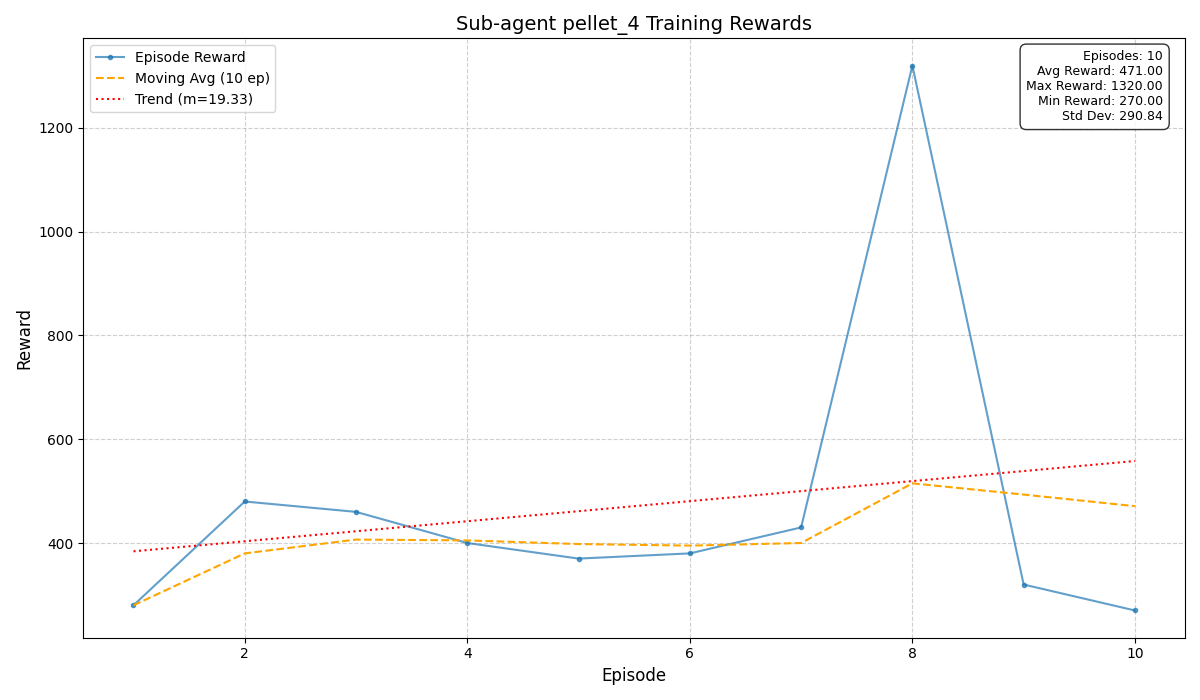 Sub-agent pellet_4 Training Rewards
Episode Reward
Moving Avg (10 ep)
Trend (m=19.33)
Episodes: 10
Avg Reward: 471.00
Max Reward: 1320.00
Min Reward: 270.00
Std Dev: 290.84
Reward
1200
1000
800
600
400
2 4 6 8 10
Episode